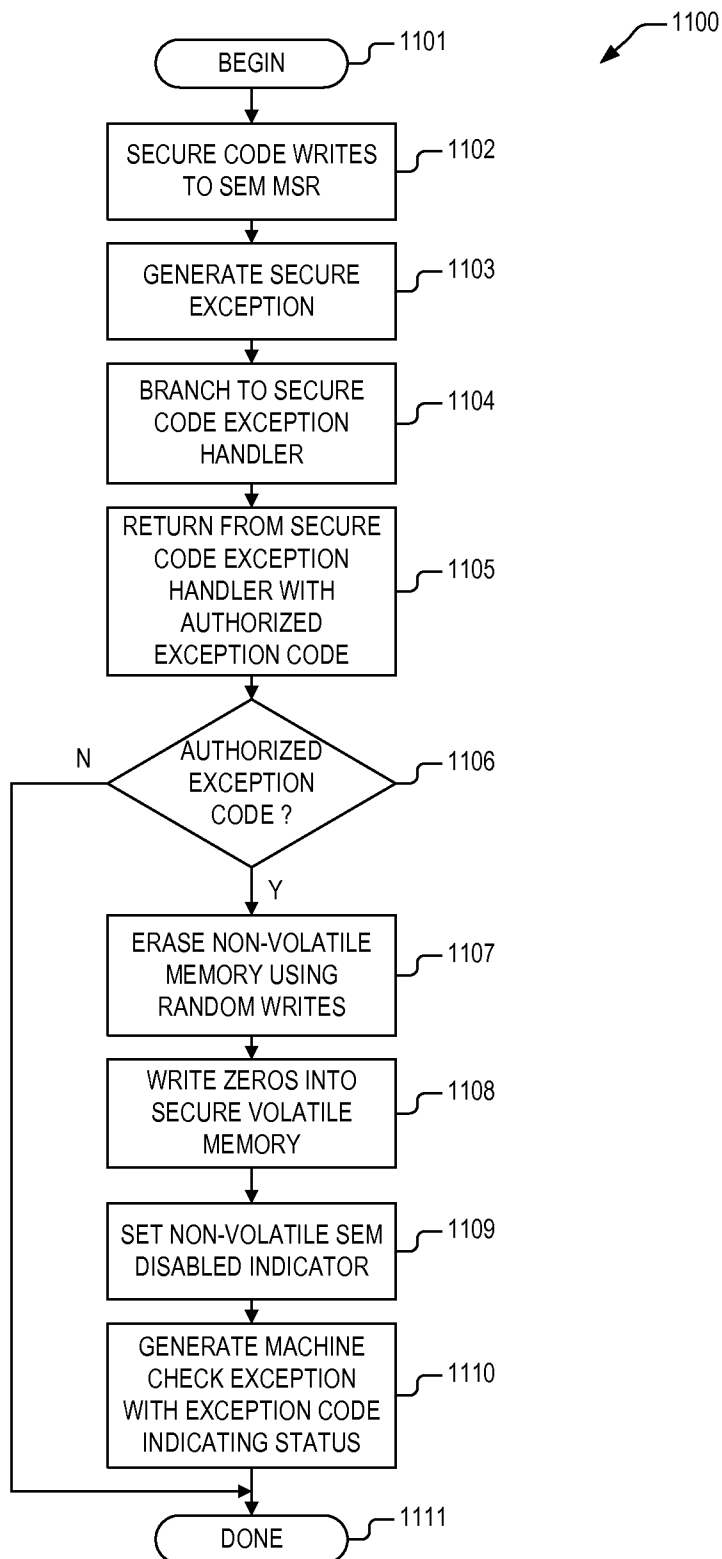 1100
BEGIN
1101
SECURE CODE WRITES
TO SEM MSR
1102
GENERATE SECURE
EXCEPTION
1103
BRANCH TO SECURE
CODE EXCEPTION
HANDLER
1104
RETURN FROM SECURE
CODE EXCEPTION
HANDLER WITH
AUTHORIZED
EXCEPTION CODE
1105
N
AUTHORIZED
EXCEPTION
CODE ?
1106
Y
ERASE NON-VOLATILE
MEMORY USING
RANDOM WRITES
1107
WRITE ZEROS INTO
SECURE VOLATILE
MEMORY
1108
SET NON-VOLATILE SEM
DISABLED INDICATOR
1109
GENERATE MACHINE
CHECK EXCEPTION
WITH EXCEPTION CODE
INDICATING STATUS
1110
DONE
1111